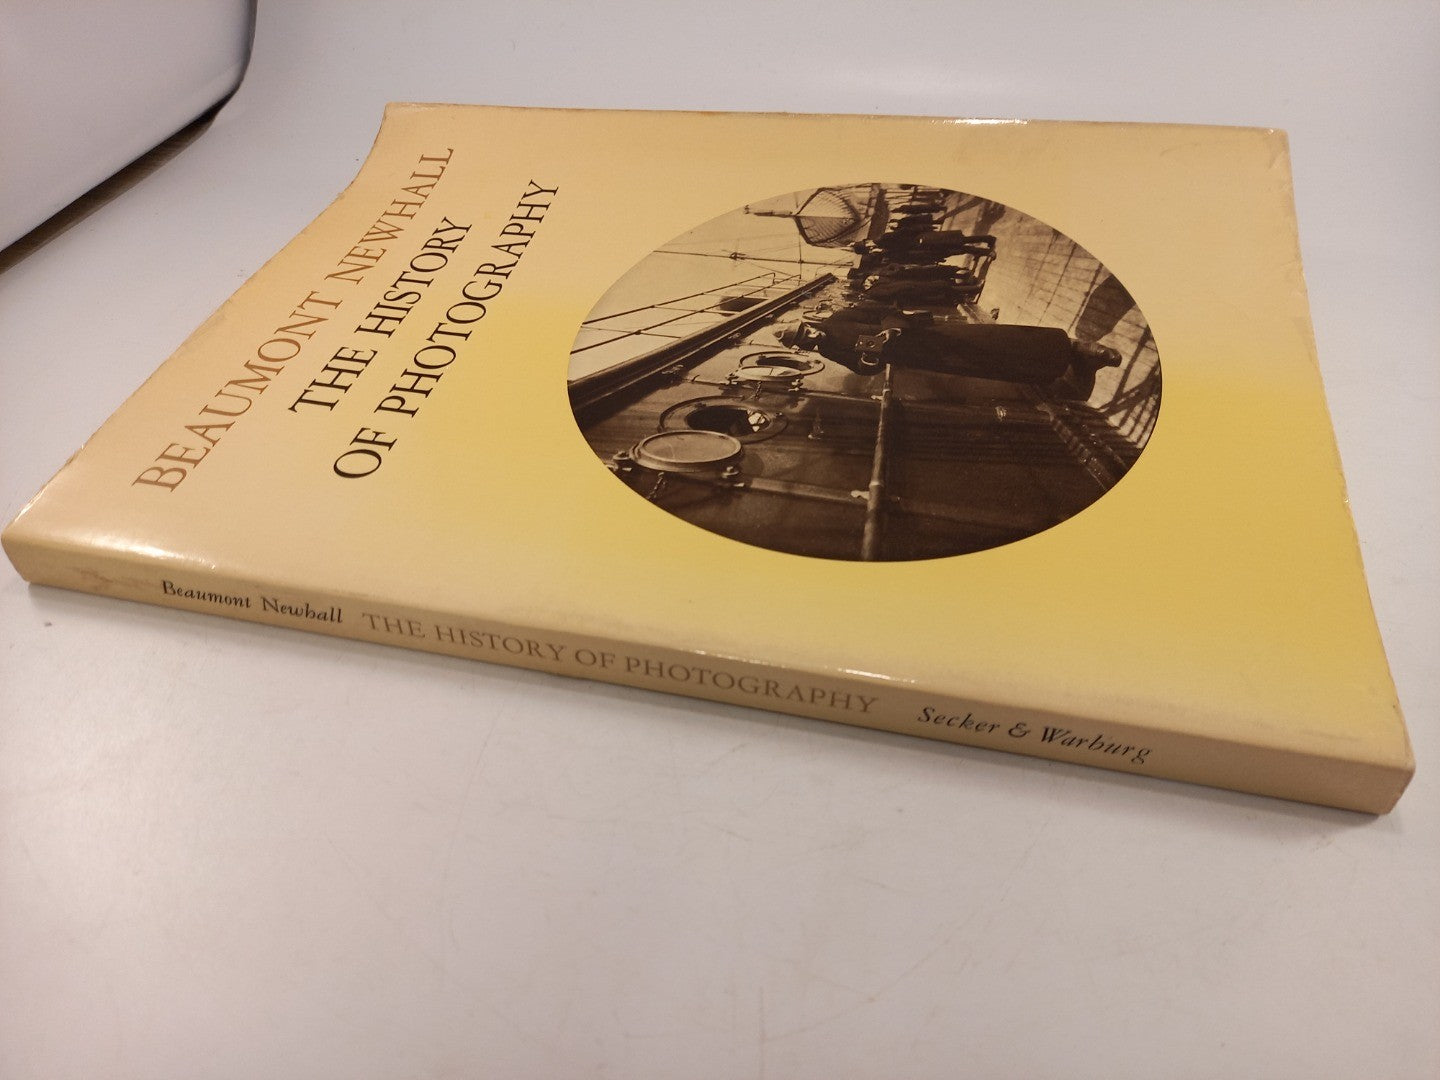 BEAUMONT NEWHALL
THE HISTORY
OF PHOTOGRAPHY
Beaumont Newhall THE HISTORY OF PHOTOGRAPHY Secker & Warburg